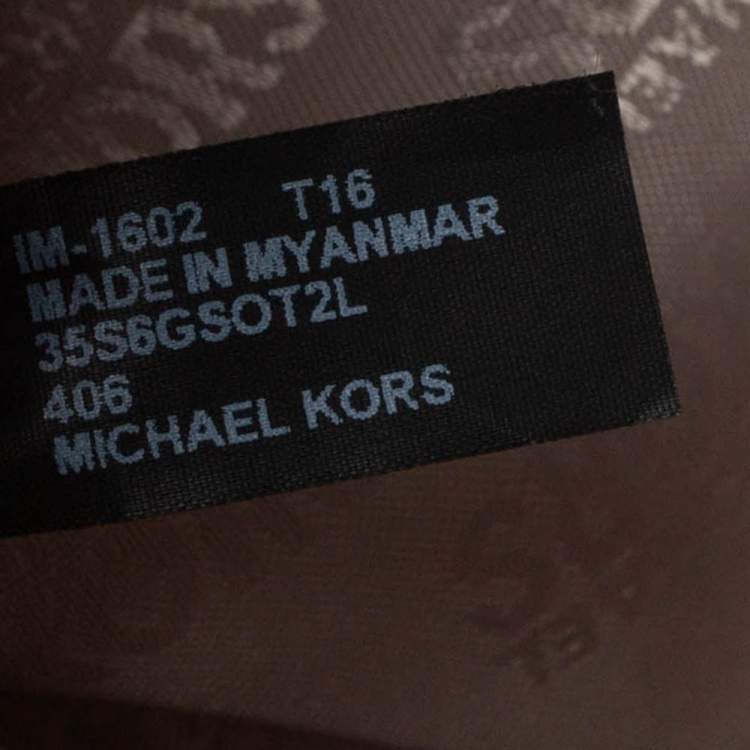 IM-1602 T16
MADE IN MYANMAR
35S6GSOT2L
406
MICHAEL KORS